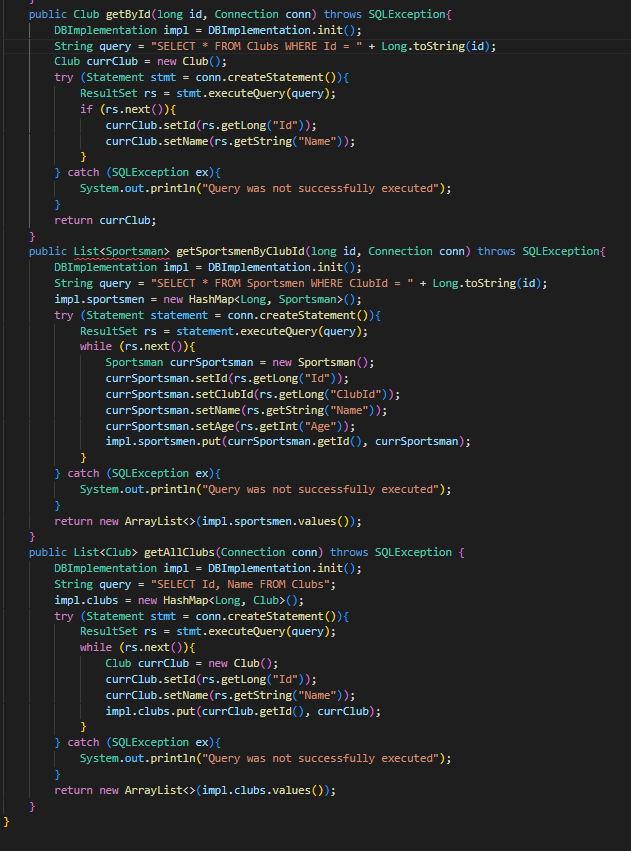 }
public Club getById(long id, Connection conn) throws SQLException{
DBImplementation impl = DBImplementation.init();
String query = "SELECT * FROM Clubs WHERE Id = " + Long.toString(id);
Club currClub = new Club();
try (Statement stmt = conn.createStatement()){
ResultSet rs = stmt.executeQuery(query);
if (rs.next()){
currClub.setId(rs.getLong("Id"));
currClub.setName(rs.getString("Name"));
}
} catch (SQLException ex){
System.out.println("Query was not successfully executed");
}
return currClub;
}
public List<Sportsman> getSportsmenByClubId(long id, Connection conn) throws SQLException{
DBImplementation impl = DBImplementation.init();
String query = "SELECT * FROM Sportsmen WHERE ClubId = " + Long.toString(id);
impl.sportsmen = new HashMap<Long, Sportsman>();
try (Statement statement = conn.createStatement()){
ResultSet rs = statement.executeQuery(query);
while (rs.next()){
Sportsman currSportsman = new Sportsman();
currSportsman.setId(rs.getLong("Id"));
currSportsman.setClubId(rs.getLong("ClubId"));
currSportsman.setName(rs.getString("Name"));
currSportsman.setAge(rs.getInt("Age"));
impl.sportsmen.put(currSportsman.getId(), currSportsman);
}
} catch (SQLException ex){
System.out.println("Query was not successfully executed");
}
return new ArrayList<>(impl.sportsmen.values());
}
public List<Club> getAllClubs(Connection conn) throws SQLException {
DBImplementation impl = DBImplementation.init();
String query = "SELECT Id, Name FROM Clubs";
impl.clubs = new HashMap<Long, Club>();
try (Statement stmt = conn.createStatement()){
ResultSet rs = stmt.executeQuery(query);
while (rs.next()){
Club currClub = new Club();
currClub.setId(rs.getLong("Id"));
currClub.setName(rs.getString("Name"));
impl.clubs.put(currClub.getId(), currClub);
}
} catch (SQLException ex){
System.out.println("Query was not successfully executed");
}
return new ArrayList<>(impl.clubs.values());
}
}